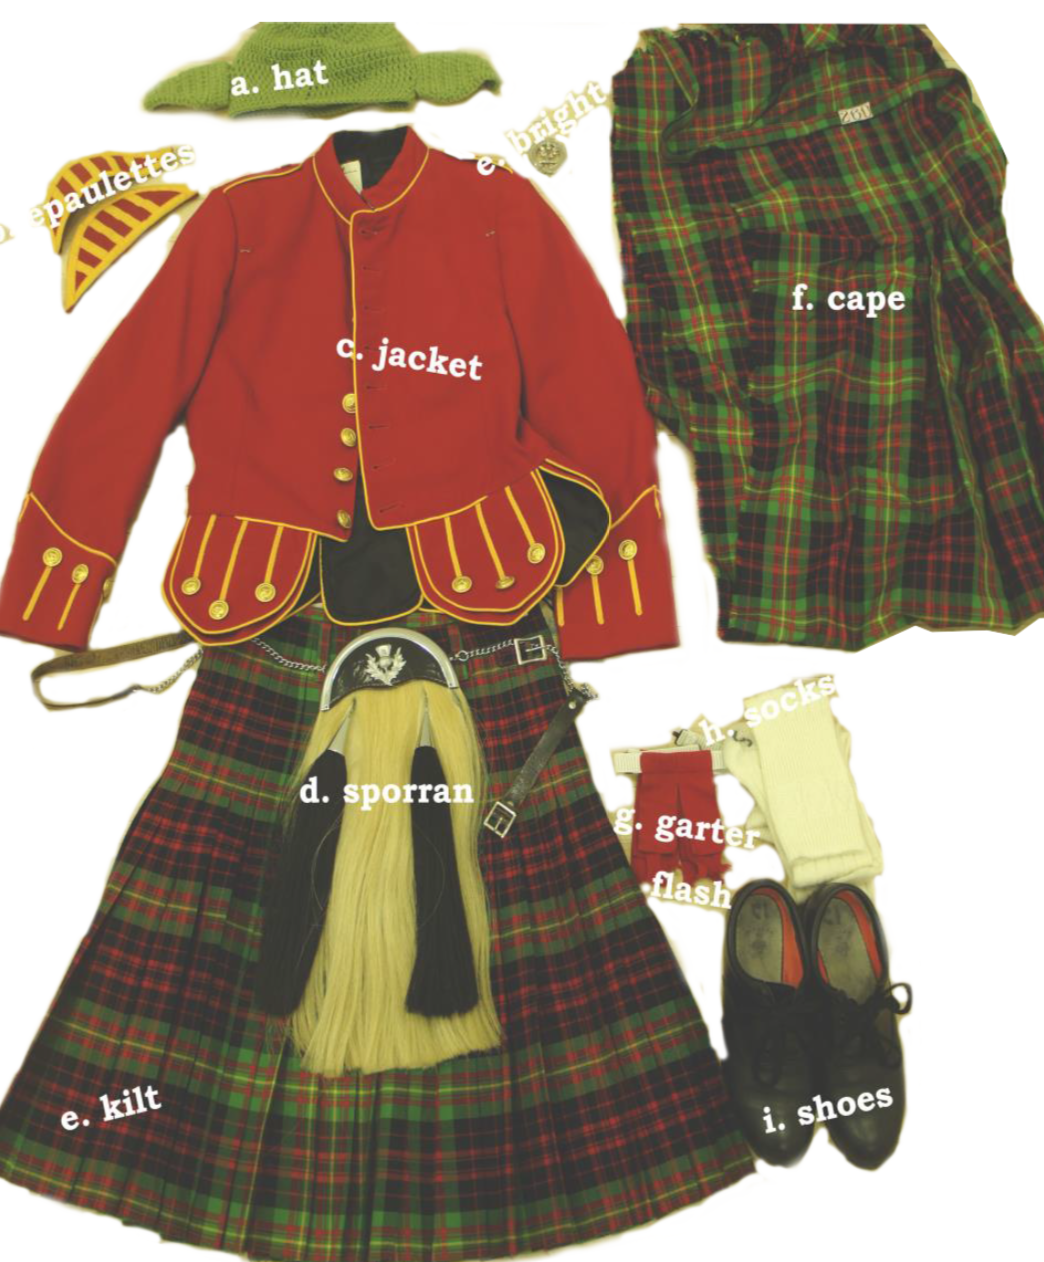 a. hat
epaulettes
e. bright
c. jacket
f. cape
d. sporran
h. socks
g. garter
flash
e. kilt
i. shoes